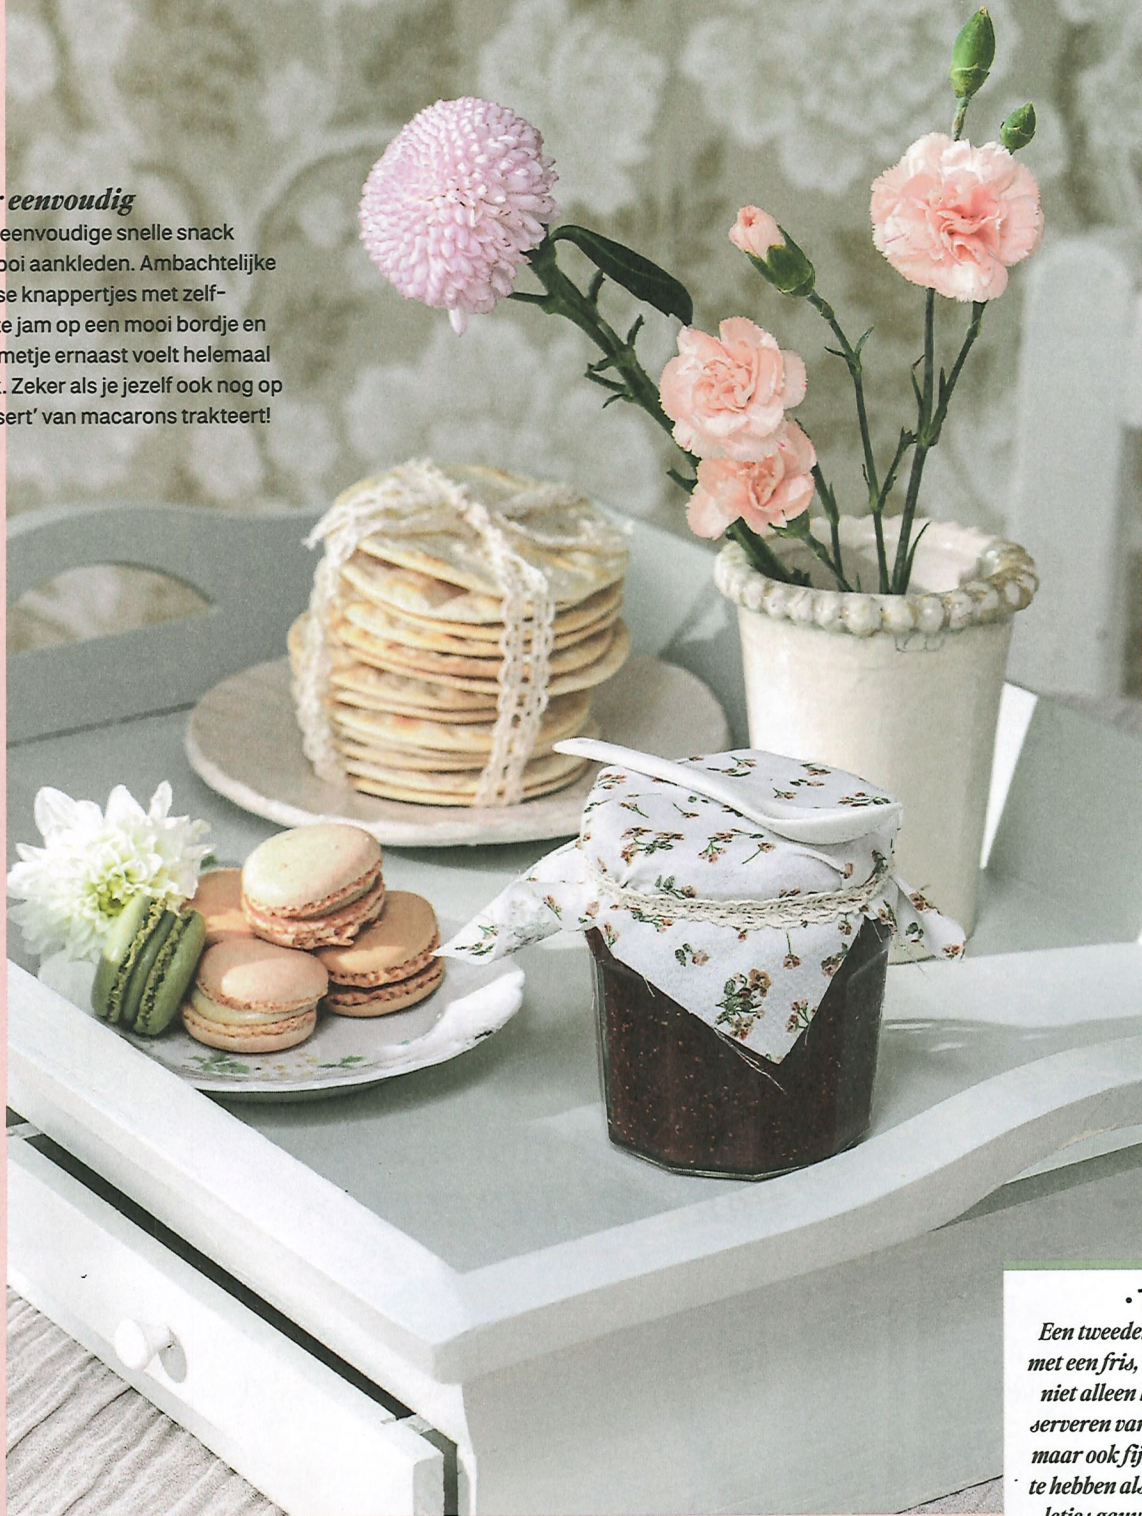 eenvoudig
eenvoudige snelle snack
ooi aankleden. Ambachtelijke
se knappertjes met zelf-
te jam op een mooi bordje en
metje ernaast voelt helemaal
k. Zeker als je jezelf ook nog op
sert’ van macarons trakteert!
Een tweede
met een fris,
niet alleen
serveren van
maar ook fij
te hebben als